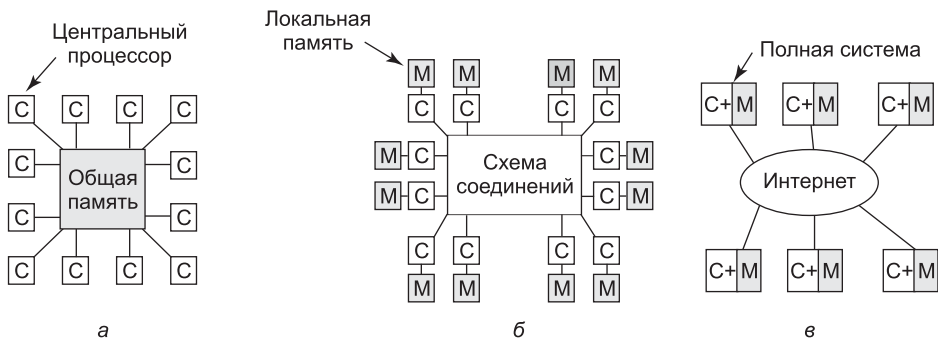 Центральный
процессор
C C C C
C C
Общая
память
C C
C C C C
а
Локальная
память
M M M M
C C C C
M C C M
Схема
соединений
M C C M
C C C C
M M M M
б
Полная система
C+ M C+ M C+ M
Интернет
C+ M C+ M C+ M
в